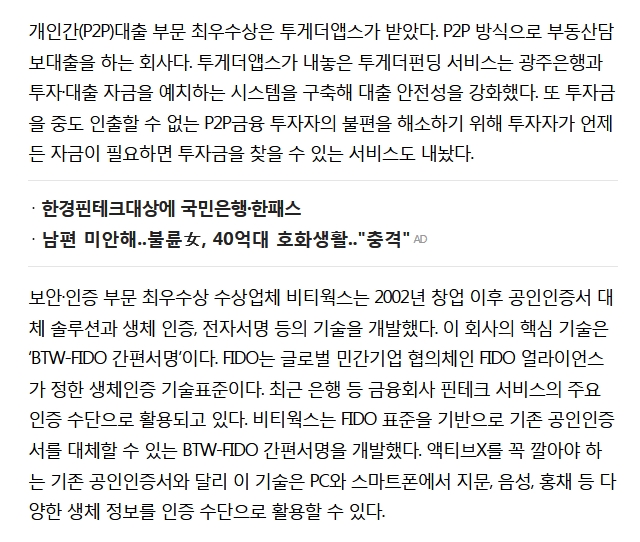 개인간(P2P)대출 부문 최우수상은 투게더앱스가 받았다. P2P 방식으로 부동산담
보대출을 하는 회사다. 투게더앱스가 내놓은 투게더펀딩 서비스는 광주은행과
투자·대출 자금을 예치하는 시스템을 구축해 대출 안전성을 강화했다. 또 투자금
을 중도 인출할 수 없는 P2P금융 투자자의 불편을 해소하기 위해 투자자가 언제
든 자금이 필요하면 투자금을 찾을 수 있는 서비스도 내놨다.
· 한경핀테크대상에 국민은행·한패스
· 남편 미안해..불륜女, 40억대 호화생활.."충격" AD
보안·인증 부문 최우수상 수상업체 비티웍스는 2002년 창업 이후 공인인증서 대
체 솔루션과 생체 인증, 전자서명 등의 기술을 개발했다. 이 회사의 핵심 기술은
‘BTW-FIDO 간편서명’이다. FIDO는 글로벌 민간기업 협의체인 FIDO 얼라이언스
가 정한 생체인증 기술표준이다. 최근 은행 등 금융회사 핀테크 서비스의 주요
인증 수단으로 활용되고 있다. 비티웍스는 FIDO 표준을 기반으로 기존 공인인증
서를 대체할 수 있는 BTW-FIDO 간편서명을 개발했다. 액티브X를 꼭 깔아야 하
는 기존 공인인증서와 달리 이 기술은 PC와 스마트폰에서 지문, 음성, 홍채 등 다
양한 생체 정보를 인증 수단으로 활용할 수 있다.